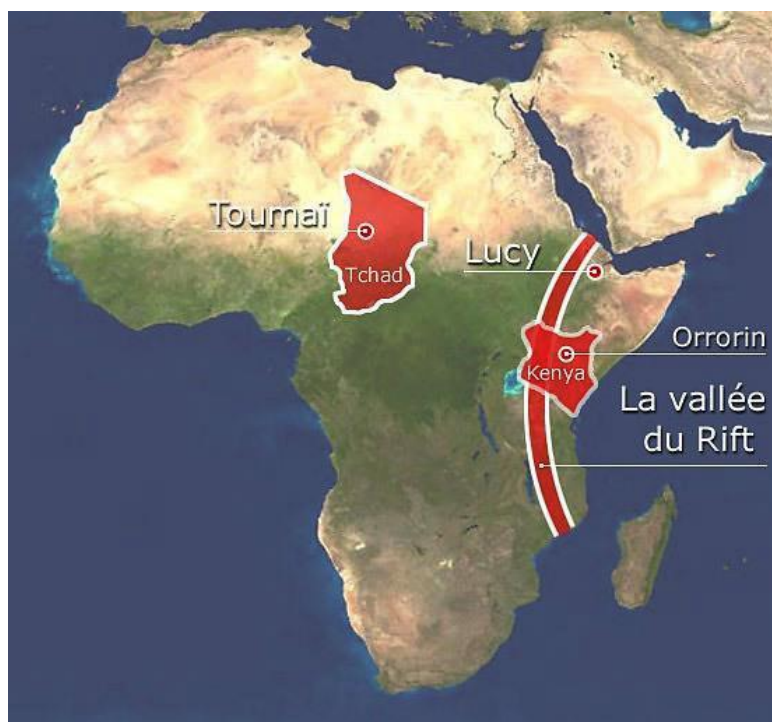 Toumaï
Tchad
Lucy
Orrorin
Kenya
La vallée
du Rift